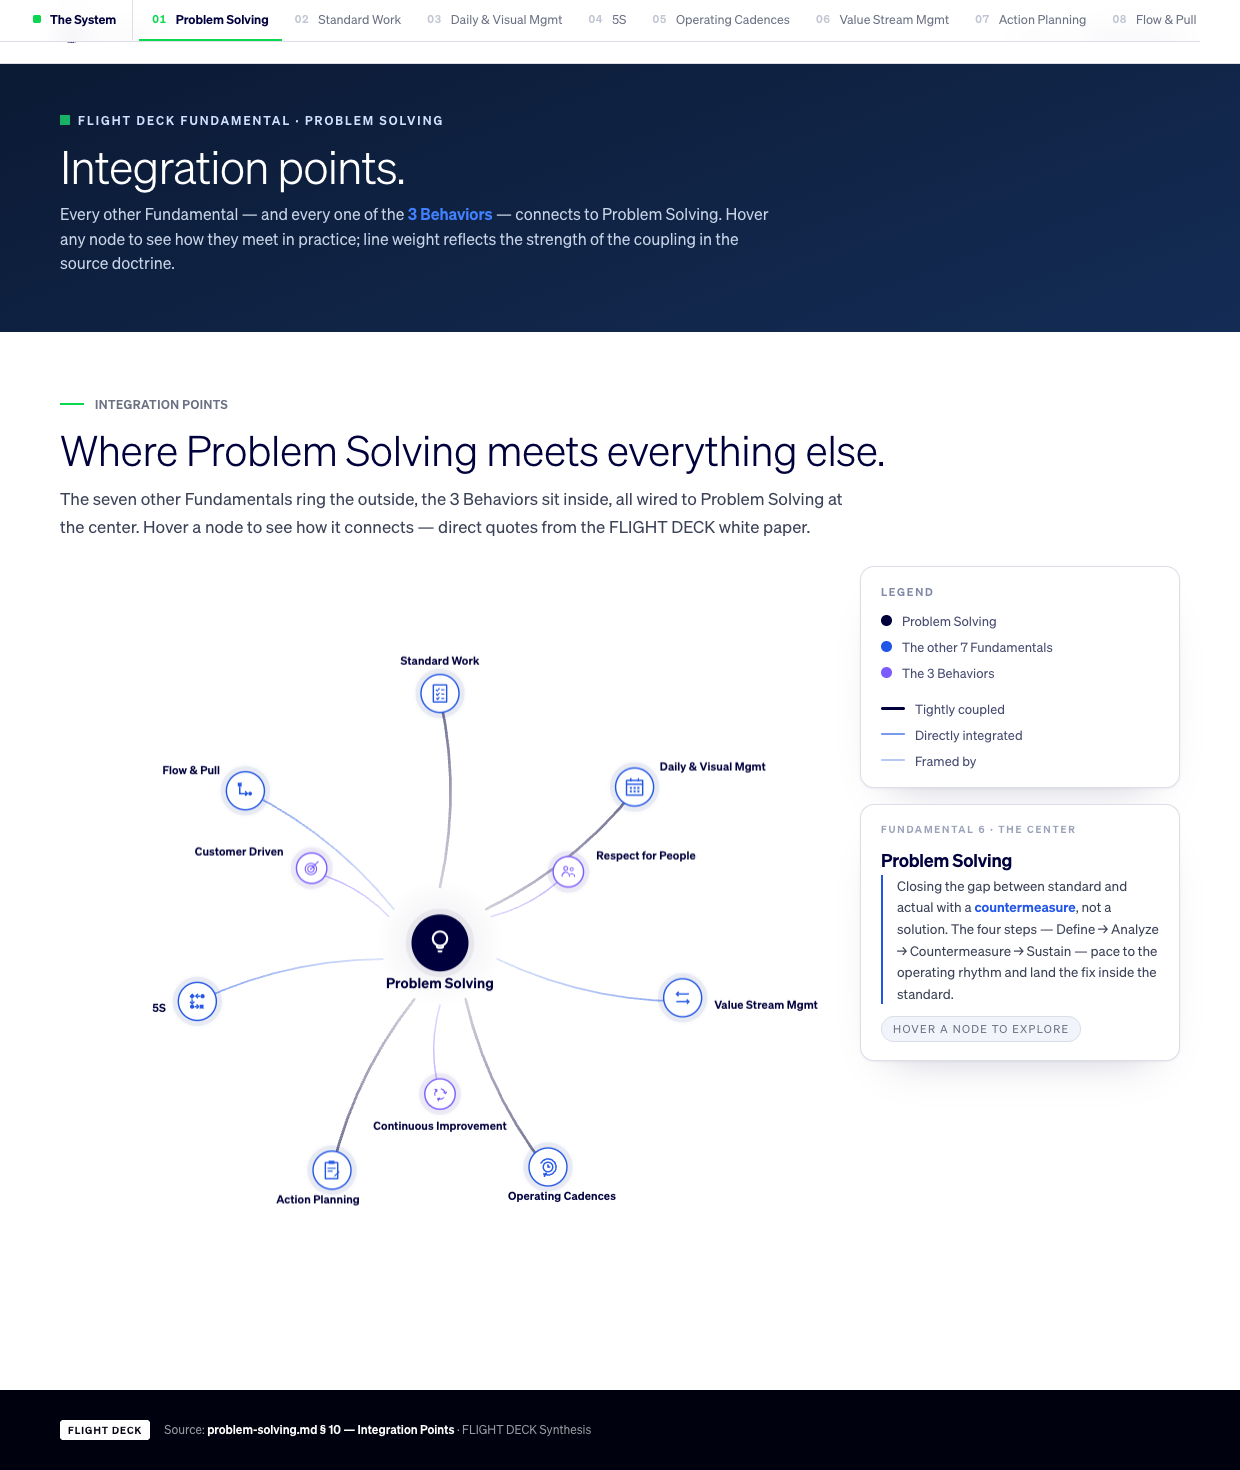 The System
01 Problem Solving
02 Standard Work
03 Daily & Visual Mgmt
04 5S
05 Operating Cadences
06 Value Stream Mgmt
07 Action Planning
08 Flow & Pull
FLIGHT DECK FUNDAMENTAL · PROBLEM SOLVING
Integration points.
Every other Fundamental — and every one of the 3 Behaviors — connects to Problem Solving. Hover
any node to see how they meet in practice; line weight reflects the strength of the coupling in the
source doctrine.
INTEGRATION POINTS
Where Problem Solving meets everything else.
The seven other Fundamentals ring the outside, the 3 Behaviors sit inside, all wired to Problem Solving at
the center. Hover a node to see how it connects — direct quotes from the FLIGHT DECK white paper.
Standard Work
Flow & Pull
Daily & Visual Mgmt
Customer Driven
Respect for People
Problem Solving
5S
Value Stream Mgmt
Continuous Improvement
Action Planning
Operating Cadences
LEGEND
Problem Solving
The other 7 Fundamentals
The 3 Behaviors
Tightly coupled
Directly integrated
Framed by
FUNDAMENTAL 6 · THE CENTER
Problem Solving
Closing the gap between standard and
actual with a countermeasure, not a
solution. The four steps — Define → Analyze
→ Countermeasure → Sustain — pace to the
operating rhythm and land the fix inside the
standard.
HOVER A NODE TO EXPLORE
FLIGHT DECK
Source: problem-solving.md § 10 — Integration Points · FLIGHT DECK Synthesis